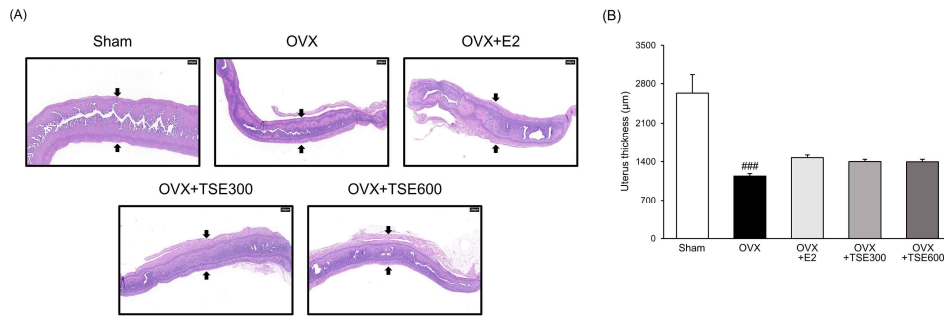 (A)
(B)
Sham
OVX
OVX+E2
OVX+TSE300
OVX+TSE600
Uterus thickness (μm)
3500
2800
2100
1400
700
0
###
Sham
OVX
OVX
+E2
OVX
+TSE300
OVX
+TSE600